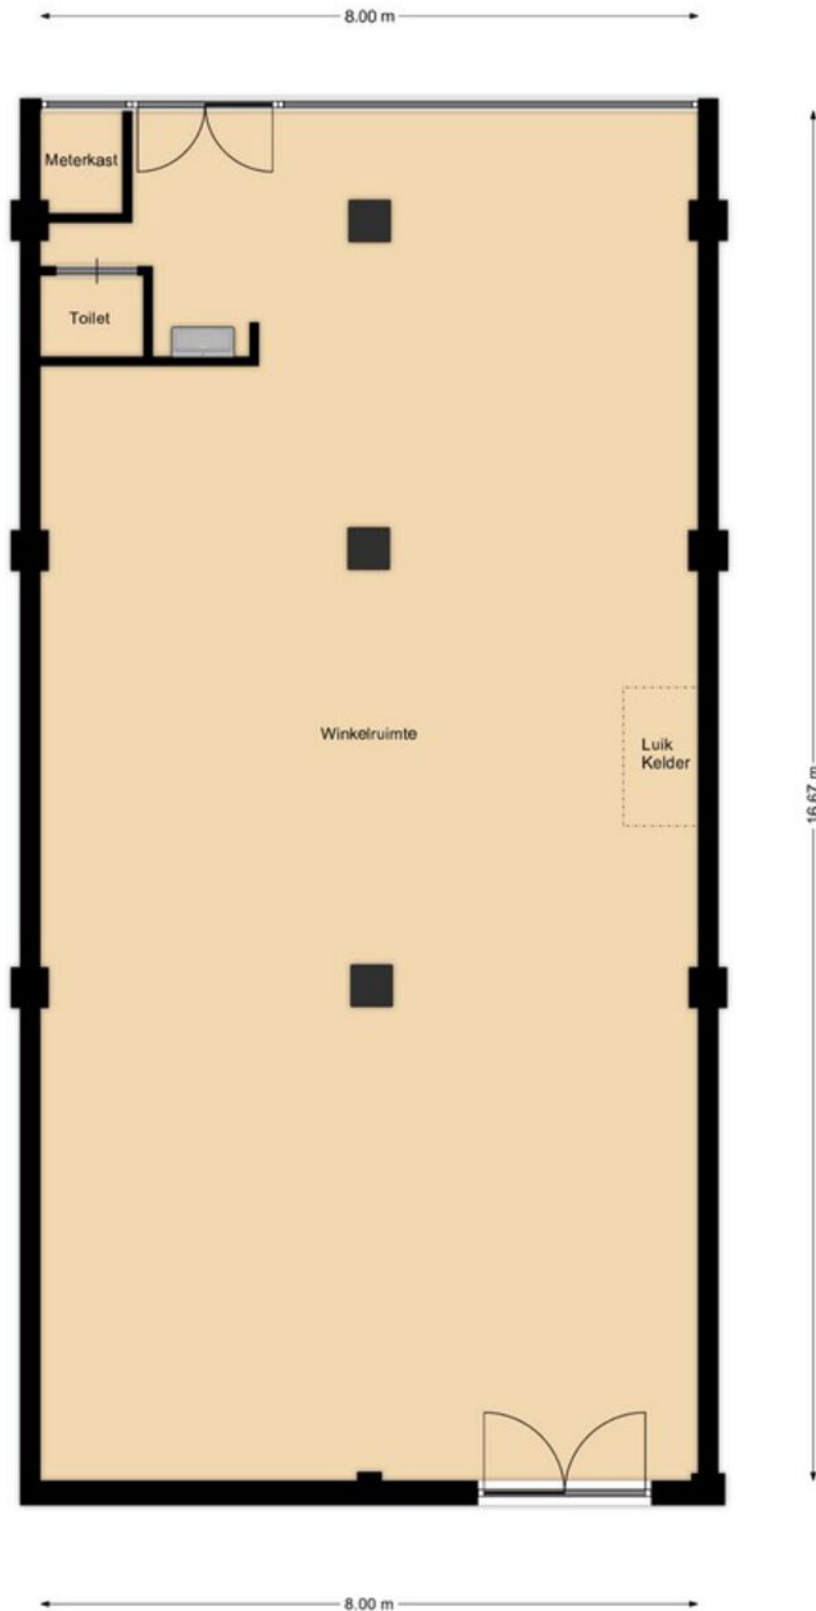 8.00 m
Meterkast
Toilet
Winkelruimte
Luik
Kelder
16.67 m
8.00 m